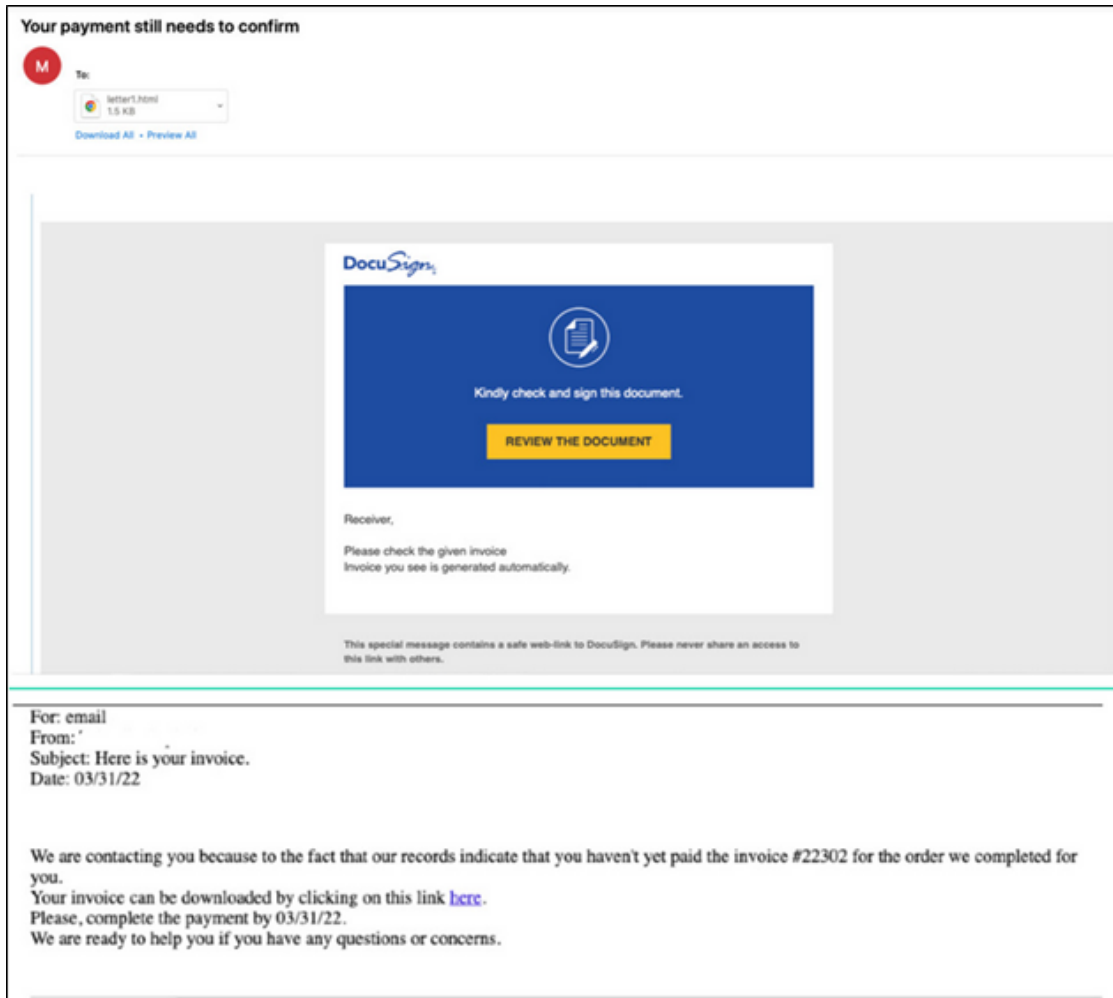 Your payment still needs to confirm
M
To:
letter1.html
1.5 KB
Download All • Preview All
DocuSign
Kindly check and sign this document.
REVIEW THE DOCUMENT
Receiver,
Please check the given invoice
Invoice you see is generated automatically.
This special message contains a safe web-link to DocuSign. Please never share an access to
this link with others.
For: email
From:
Subject: Here is your invoice.
Date: 03/31/22
We are contacting you because to the fact that our records indicate that you haven't yet paid the invoice #22302 for the order we completed for
you.
Your invoice can be downloaded by clicking on this link here.
Please, complete the payment by 03/31/22.
We are ready to help you if you have any questions or concerns.